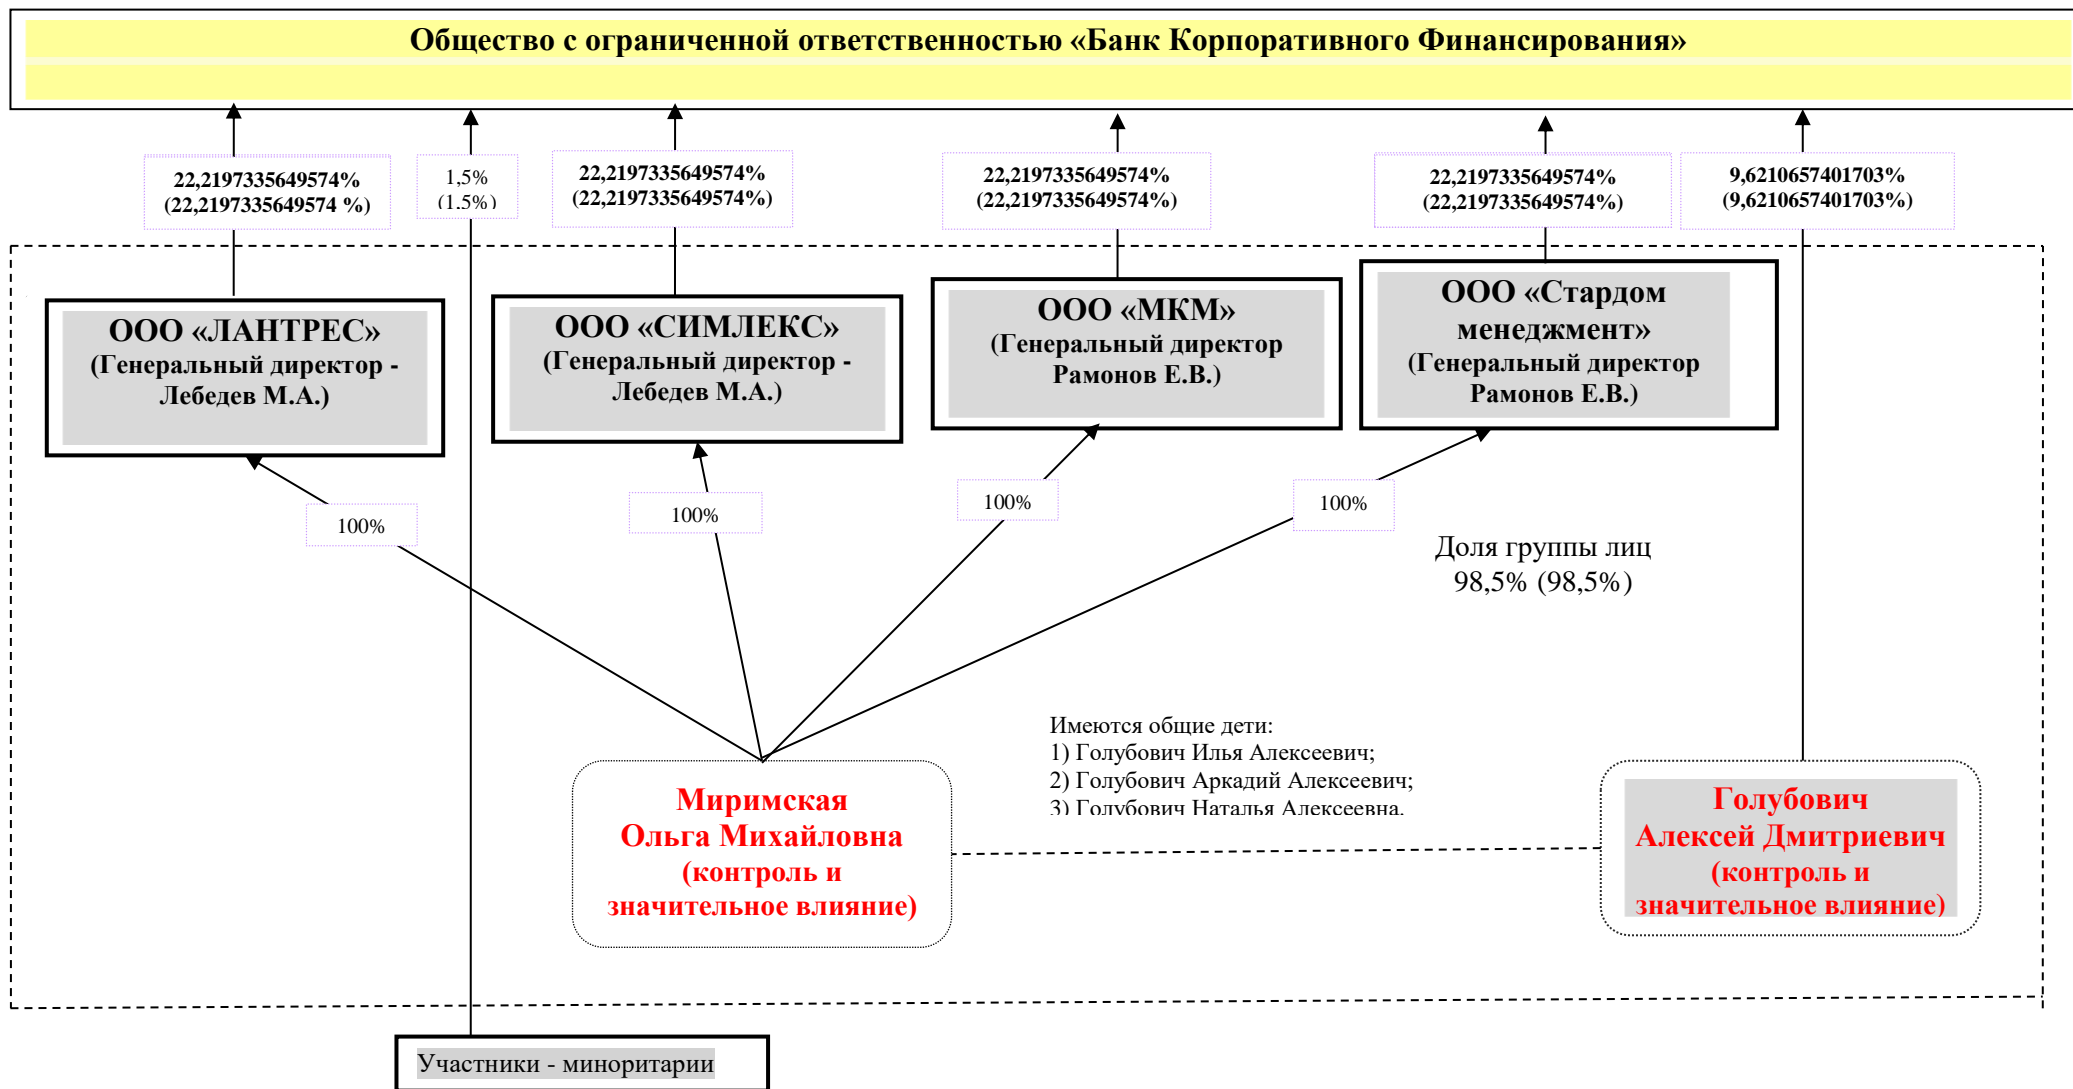 Общество с ограниченной ответственностью «Банк Корпоративного Финансирования»
22,2197335649574%
(22,2197335649574 %)
1,5%
(1,5%)
22,2197335649574%
(22,2197335649574%)
22,2197335649574%
(22,2197335649574%)
22,2197335649574%
(22,2197335649574%)
9,6210657401703%
(9,6210657401703%)
ООО «ЛАНТРЕС»
(Генеральный директор -
Лебедев М.А.)
ООО «СИМЛЕКС»
(Генеральный директор -
Лебедев М.А.)
ООО «МКМ»
(Генеральный директор
Рамонов Е.В.)
ООО «Стардом
менеджмент»
(Генеральный директор
Рамонов Е.В.)
100%
100%
100%
100%
Доля группы лиц
98,5% (98,5%)
Имеются общие дети:
1) Голубович Илья Алексеевич;
2) Голубович Аркадий Алексеевич;
3) Голубович Наталья Алексеевна.
Миримская
Ольга Михайловна
(контроль и
значительное влияние)
Голубович
Алексей Дмитриевич
(контроль и
значительное влияние)
Участники - миноритарии